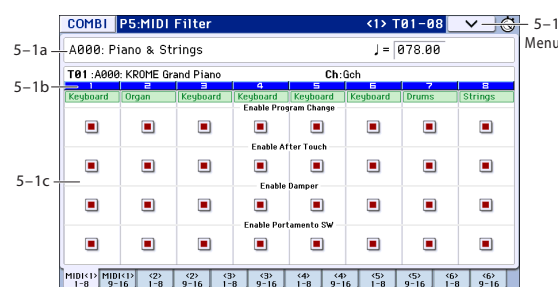 COMBI P5:MIDI Filter <1> T01-08
5-1
Menu
5-1a
A000: Piano & Strings ♩= 078.00
T01 :A000: KROME Grand Piano Ch:Gch
5-1b
1 2 3 4 5 6 7 8
Keyboard Organ Keyboard Keyboard Keyboard Keyboard Drums Strings
Enable Program Change
Enable After Touch
5-1c
Enable Damper
Enable Portamento SW
MIDI<1> MIDI<1> <2> <2> <3> <3> <4> <4> <5> <5> <6> <6>
1-8 9-16 1-8 9-16 1-8 9-16 1-8 9-16 1-8 9-16 1-8 9-16